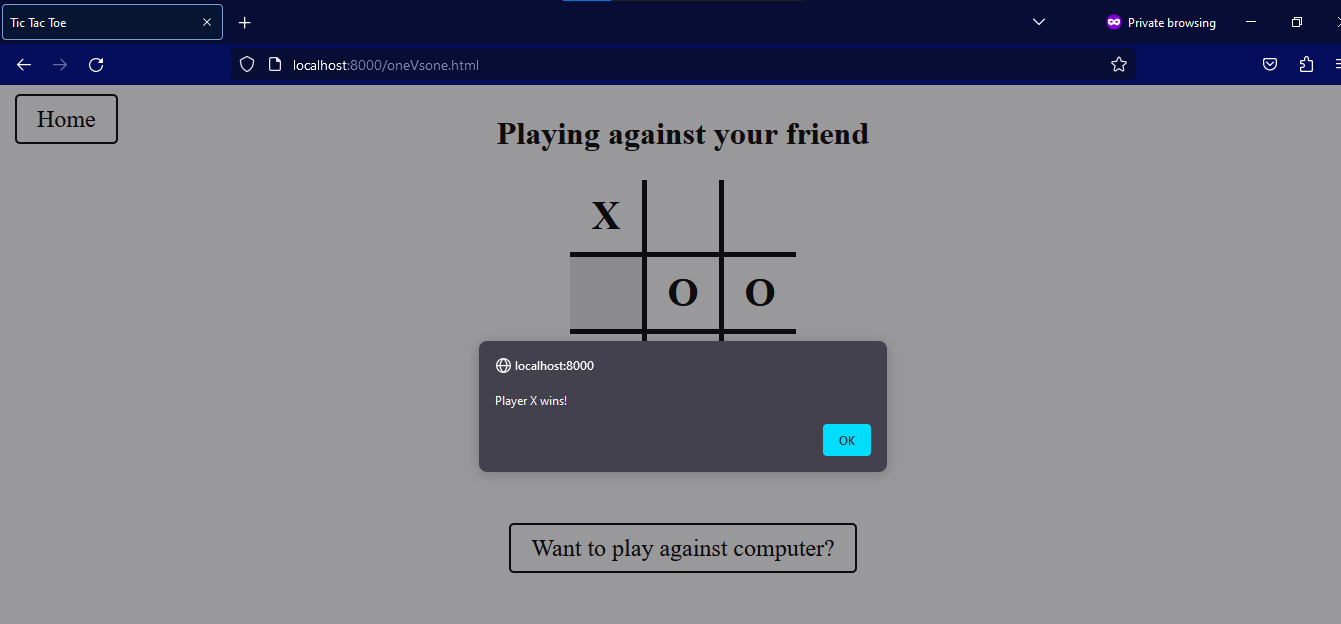 Tic Tac Toe
Private browsing
localhost:8000/oneVsone.html
Home
Playing against your friend
X
O O
localhost:8000
Player X wins!
OK
Want to play against computer?